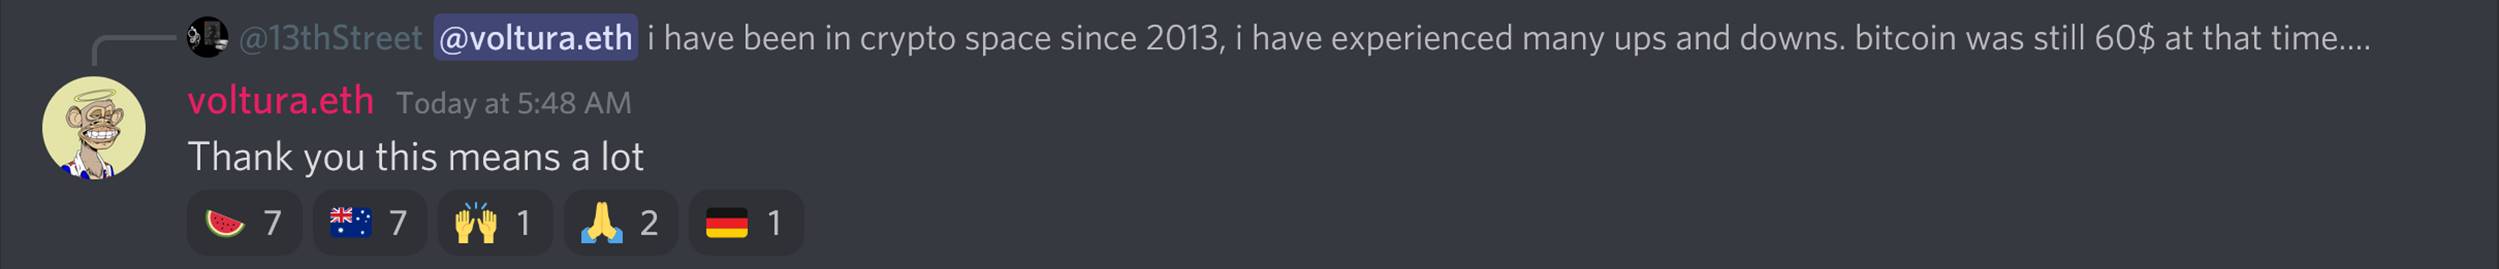 @13thStreet @voltura.eth i have been in crypto space since 2013, i have experienced many ups and downs. bitcoin was still 60$ at that time....
voltura.eth Today at 5:48 AM
Thank you this means a lot
7 7 1 2 1